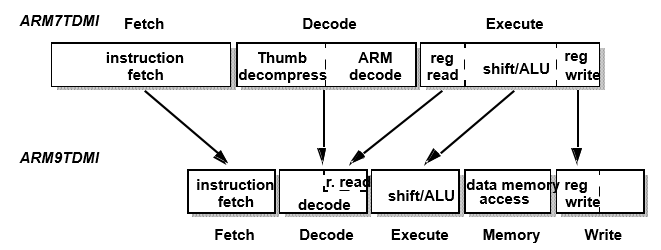 ARM7TDMI Fetch Decode Execute
instruction fetch Thumb decompress ARM decode reg read shift/ALU reg write
ARM9TDMI
instruction fetch r. read decode shift/ALU data memory access reg write
Fetch Decode Execute Memory Write